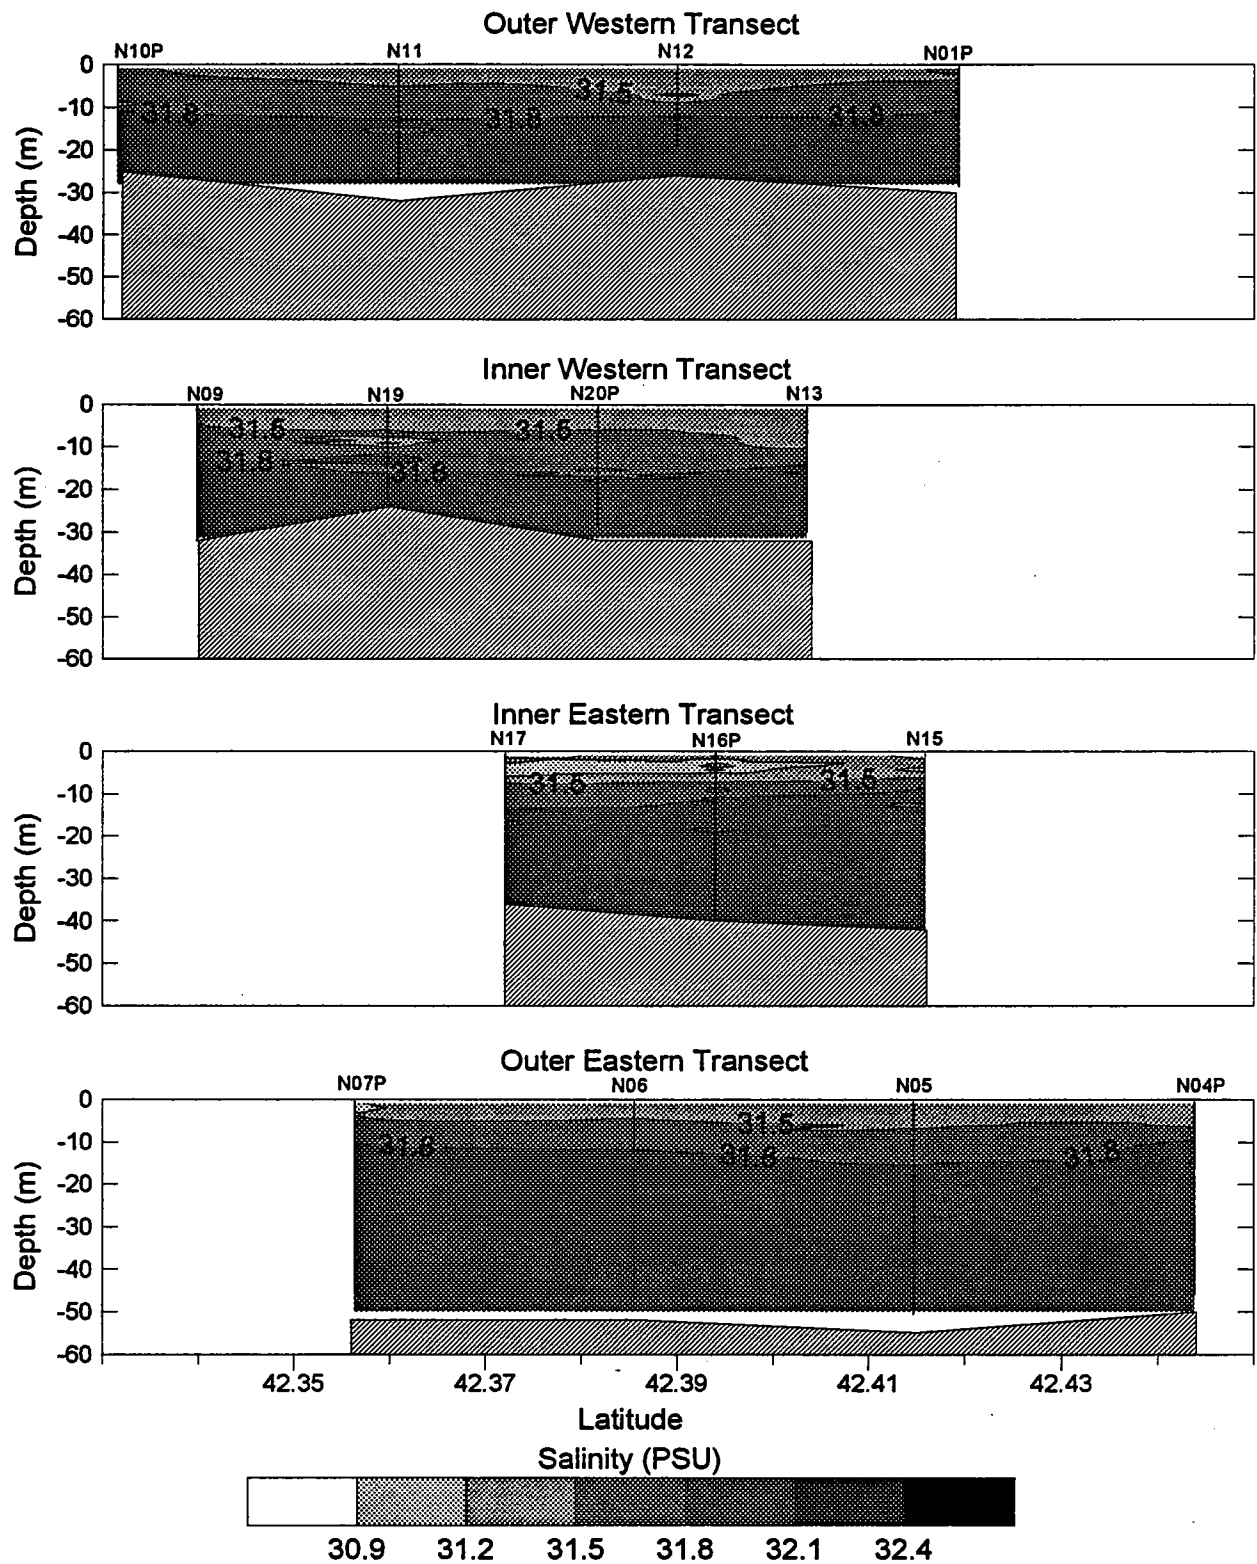 Outer Western Transect
N10P N11 N12 N01P
0
-10
-20
-30
-40
-50
-60
Depth (m)
31.5
31.8 31.8 31.8
Inner Western Transect
N09 N19 N20P N13
0
-10
-20
-30
-40
-50
-60
Depth (m)
31.5 31.5
31.8 31.8
Inner Eastern Transect
N17 N16P N15
0
-10
-20
-30
-40
-50
-60
Depth (m)
31.5 31.5
Outer Eastern Transect
N07P N06 N05 N04P
0
-10
-20
-30
-40
-50
-60
Depth (m)
31.5
31.8 31.8 31.8
42.35 42.37 42.39 42.41 42.43
Latitude
Salinity (PSU)
30.9 31.2 31.5 31.8 32.1 32.4